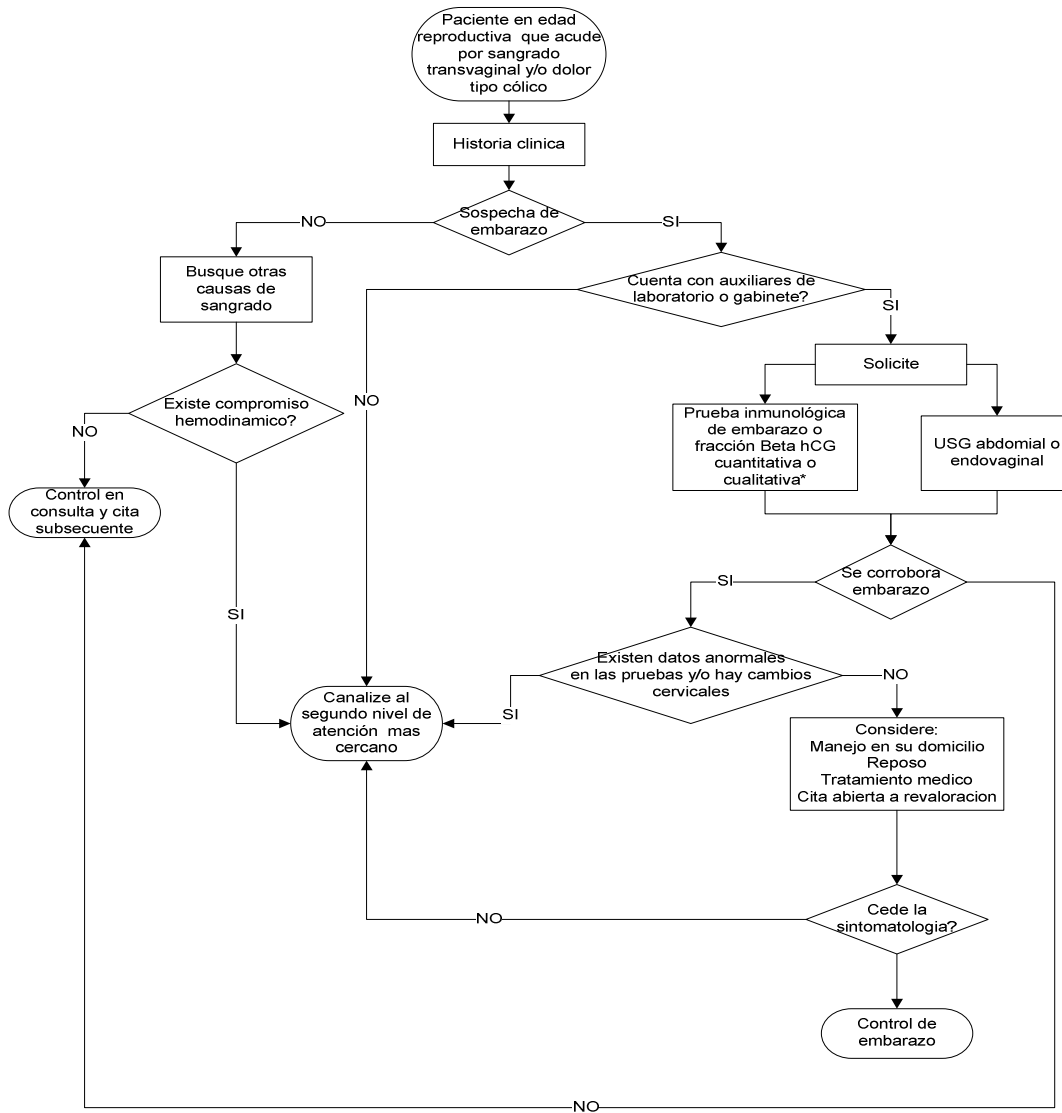 Paciente en edad
reproductiva que acude
por sangrado
transvaginal y/o dolor
tipo cólico
Historia clinica
Sospecha de
embarazo
NO
SI
Busque otras
causas de
sangrado
Cuenta con auxiliares de
laboratorio o gabinete?
SI
Solicite
Existe compromiso
hemodinamico?
NO
NO
Prueba inmunológica
de embarazo o
fracción Beta hCG
cuantitativa o
cualitativa*
USG abdomial o
endovaginal
Control en
consulta y cita
subsecuente
Se corrobora
embarazo
SI
SI
Existen datos anormales
en las pruebas y/o hay cambios
cervicales
NO
SI
Canalize al
segundo nivel de
atención mas
cercano
Considere:
Manejo en su domicilio
Reposo
Tratamiento medico
Cita abierta a revaloracion
NO
Cede la
sintomatologia?
Control de
embarazo
NO